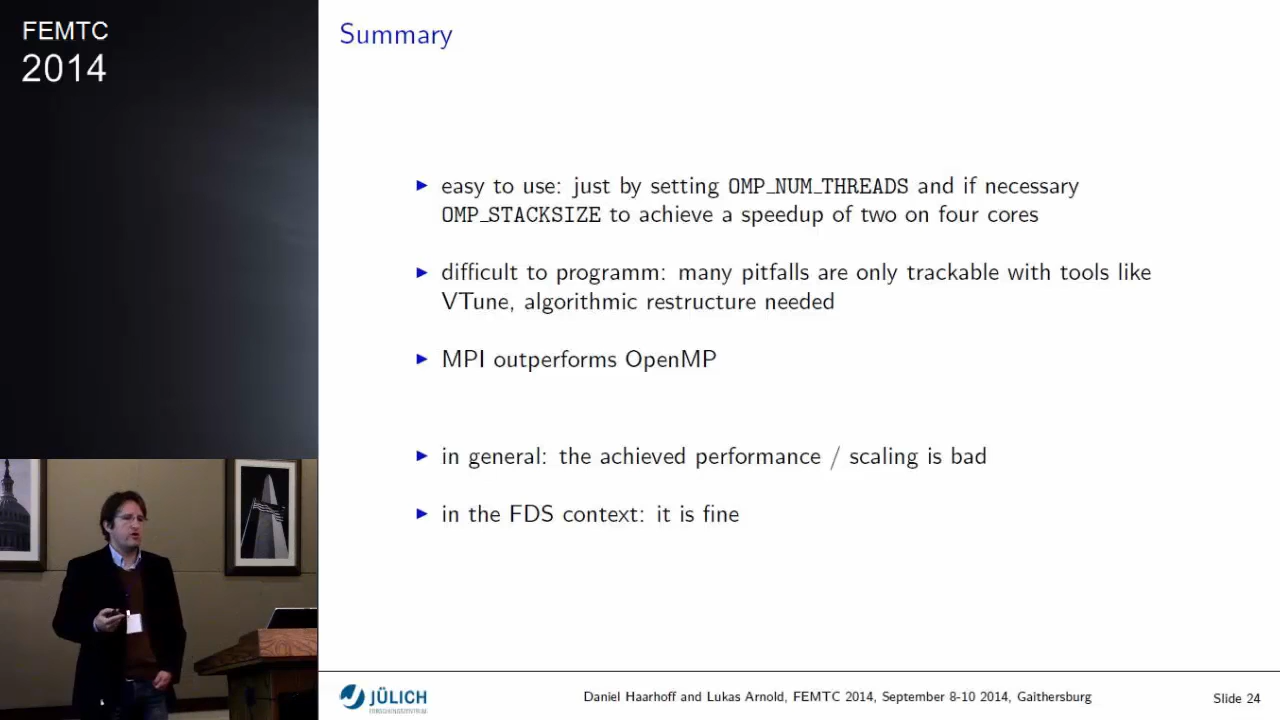 FEMTC
2014
Summary
easy to use: just by setting OMP_NUM_THREADS and if necessary
OMP_STACKSIZE to achieve a speedup of two on four cores
difficult to programm: many pitfalls are only trackable with tools like
VTune, algorithmic restructure needed
MPI outperforms OpenMP
in general: the achieved performance / scaling is bad
in the FDS context: it is fine
JÜLICH
FORSCHUNGSZENTRUM
Daniel Haarhoff and Lukas Arnold, FEMTC 2014, September 8-10 2014, Gaithersburg
Slide 24